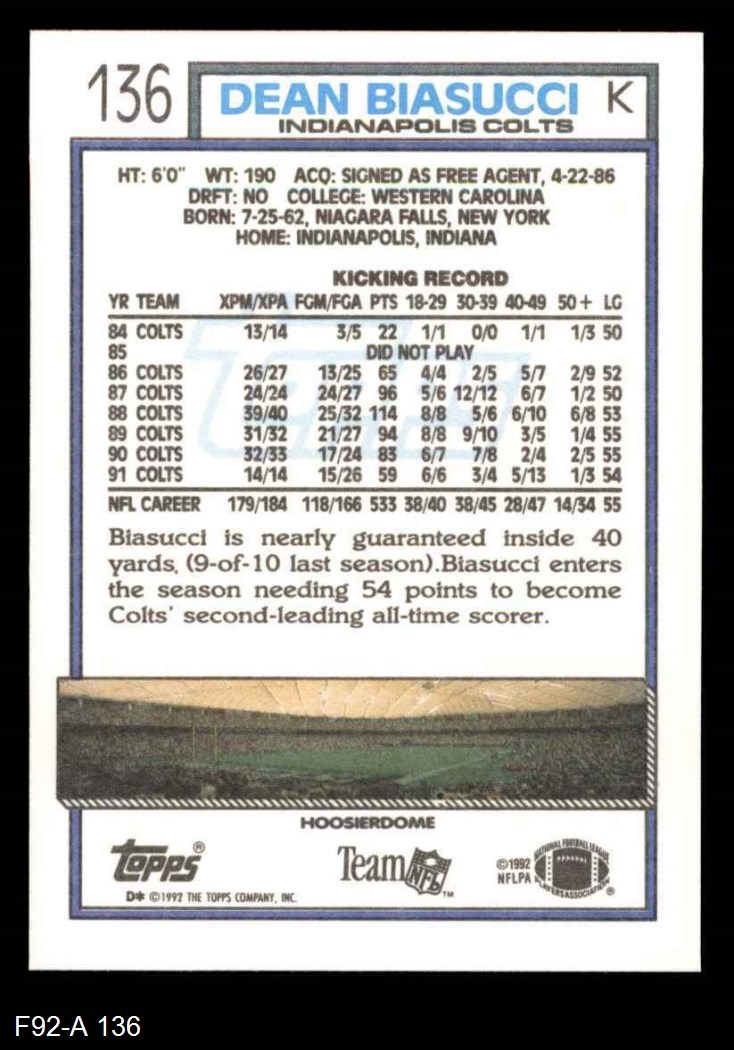 136 DEAN BIASUCCI K
INDIANAPOLIS COLTS
HT: 6'0" WT: 190 ACQ: SIGNED AS FREE AGENT, 4-22-86
DRFT: NO COLLEGE: WESTERN CAROLINA
BORN: 7-25-62, NIAGARA FALLS, NEW YORK
HOME: INDIANAPOLIS, INDIANA
KICKING RECORD
YR TEAM XPM/XPA FGM/FGA PTS 18-29 30-39 40-49 50+ LG
84 COLTS 13/14 3/5 22 1/1 0/0 1/1 1/3 50
85 DID NOT PLAY
86 COLTS 26/27 13/25 65 4/4 2/5 5/7 2/9 52
87 COLTS 24/24 24/27 96 5/6 12/12 6/7 1/2 50
88 COLTS 39/40 25/32 114 8/8 5/6 6/10 6/8 53
89 COLTS 31/32 21/27 94 8/8 9/10 3/5 1/4 55
90 COLTS 32/33 17/24 83 6/7 7/8 2/4 2/5 55
91 COLTS 14/14 15/26 59 6/6 3/4 5/13 1/3 54
NFL CAREER 179/184 118/166 533 38/40 38/45 28/47 14/34 55
Biasucci is nearly guaranteed inside 40
yards, (9-of-10 last season).Biasucci enters
the season needing 54 points to become
Colts' second-leading all-time scorer.
HOOSIERDOME
TOPPS®
D* ©1992 THE TOPPS COMPANY, INC.
Team NFL™
©1992
NFLPA
NATIONAL FOOTBALL LEAGUE
PLAYERS ASSOCIATION®
F92-A 136